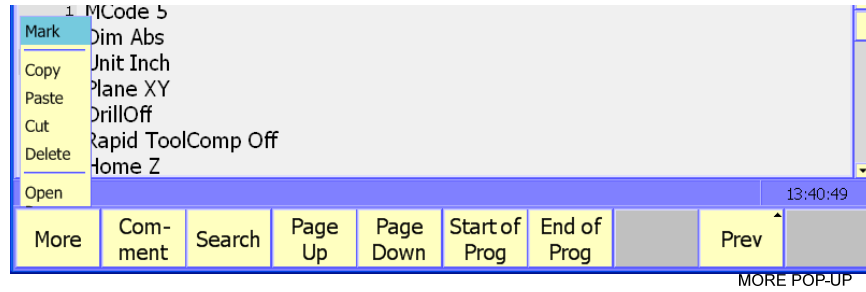 1 MCode 5
Mark
Dim Abs
Unit Inch
Copy
Plane XY
Paste
DrillOff
Cut
Rapid ToolComp Off
Delete
Home Z
Open
13:40:49
More
Com-
ment
Search
Page
Up
Page
Down
Start of
Prog
End of
Prog
Prev
MORE POP-UP